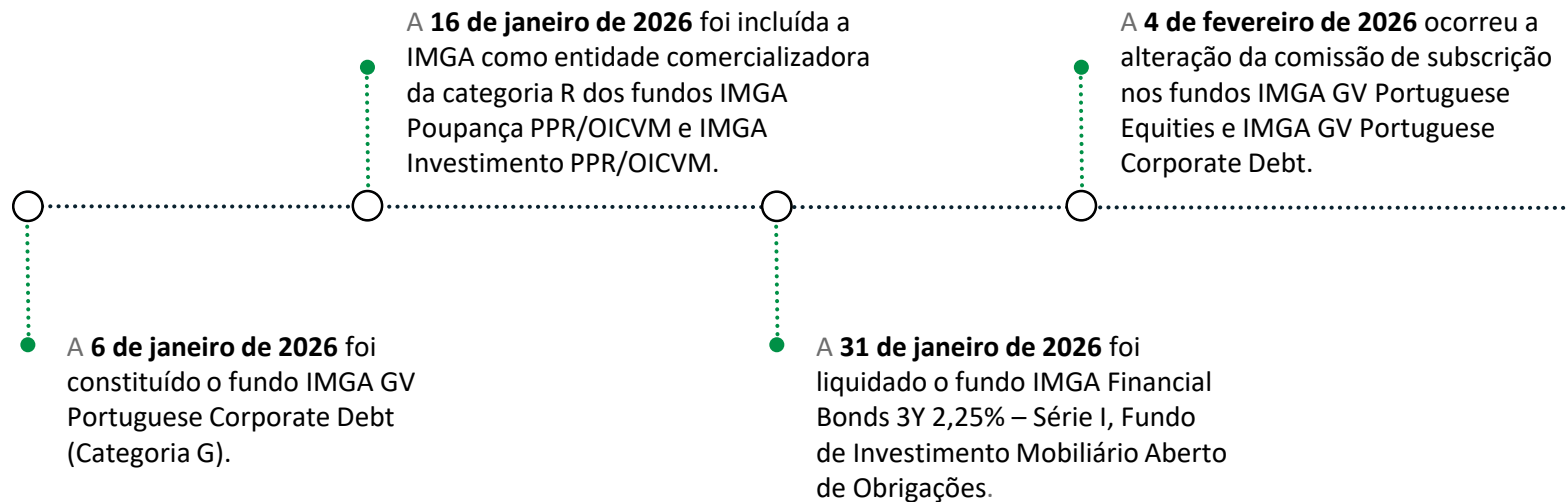 A 16 de janeiro de 2026 foi incluída a
IMGA como entidade comercializadora
da categoria R dos fundos IMGA
Poupança PPR/OICVM e IMGA
Investimento PPR/OICVM.
A 4 de fevereiro de 2026 ocorreu a
alteração da comissão de subscrição
nos fundos IMGA GV Portuguese
Equities e IMGA GV Portuguese
Corporate Debt.
A 6 de janeiro de 2026 foi
constituído o fundo IMGA GV
Portuguese Corporate Debt
(Categoria G).
A 31 de janeiro de 2026 foi
liquidado o fundo IMGA Financial
Bonds 3Y 2,25% – Série I, Fundo
de Investimento Mobiliário Aberto
de Obrigações.